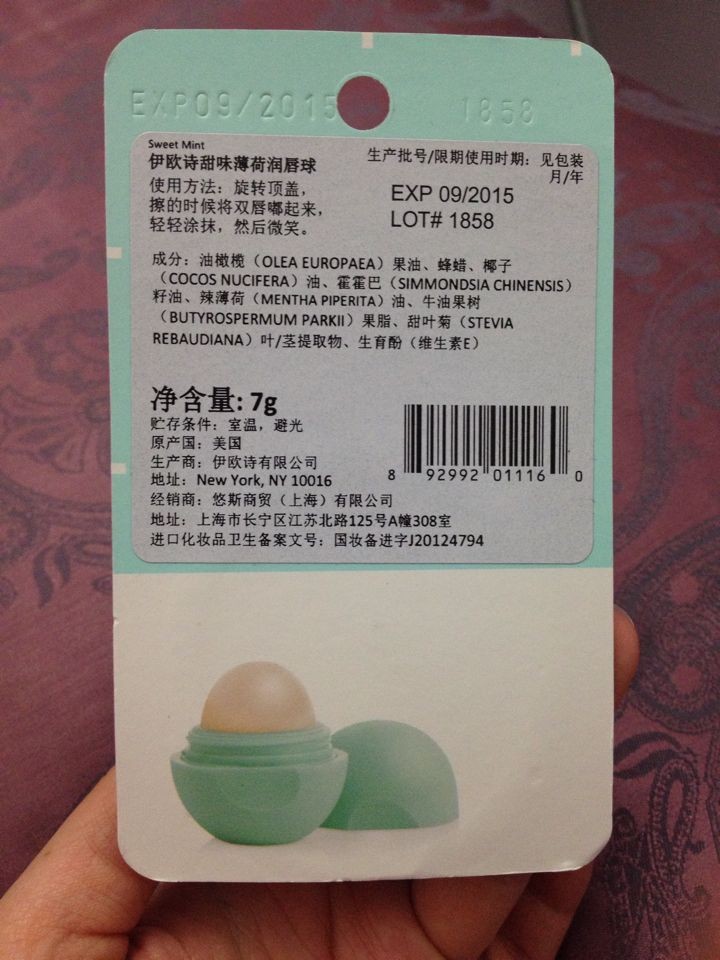 EXP09/2015 1858
Sweet Mint
伊欧诗甜味薄荷润唇球
使用方法：旋转顶盖，
擦的时候将双唇嘟起来，
轻轻涂抹，然后微笑。
生产批号/限期使用时期：见包装
月/年
EXP 09/2015
LOT# 1858
成分：油橄榄（OLEA EUROPAEA）果油、蜂蜡、椰子
（COCOS NUCIFERA）油、霍霍巴（SIMMONDSIA CHINENSIS）
籽油、辣薄荷（MENTHA PIPERITA）油、牛油果树
（BUTYROSPERMUM PARKII）果脂、甜叶菊（STEVIA
REBAUDIANA）叶/茎提取物、生育酚（维生素E）
净含量: 7g
贮存条件：室温，避光
原产国：美国
生产商：伊欧诗有限公司
地址：New York, NY 10016
经销商：悠斯商贸（上海）有限公司
地址：上海市长宁区江苏北路125号A幢308室
进口化妆品卫生备案文号：国妆备进字J20124794
8 92992 01116 0